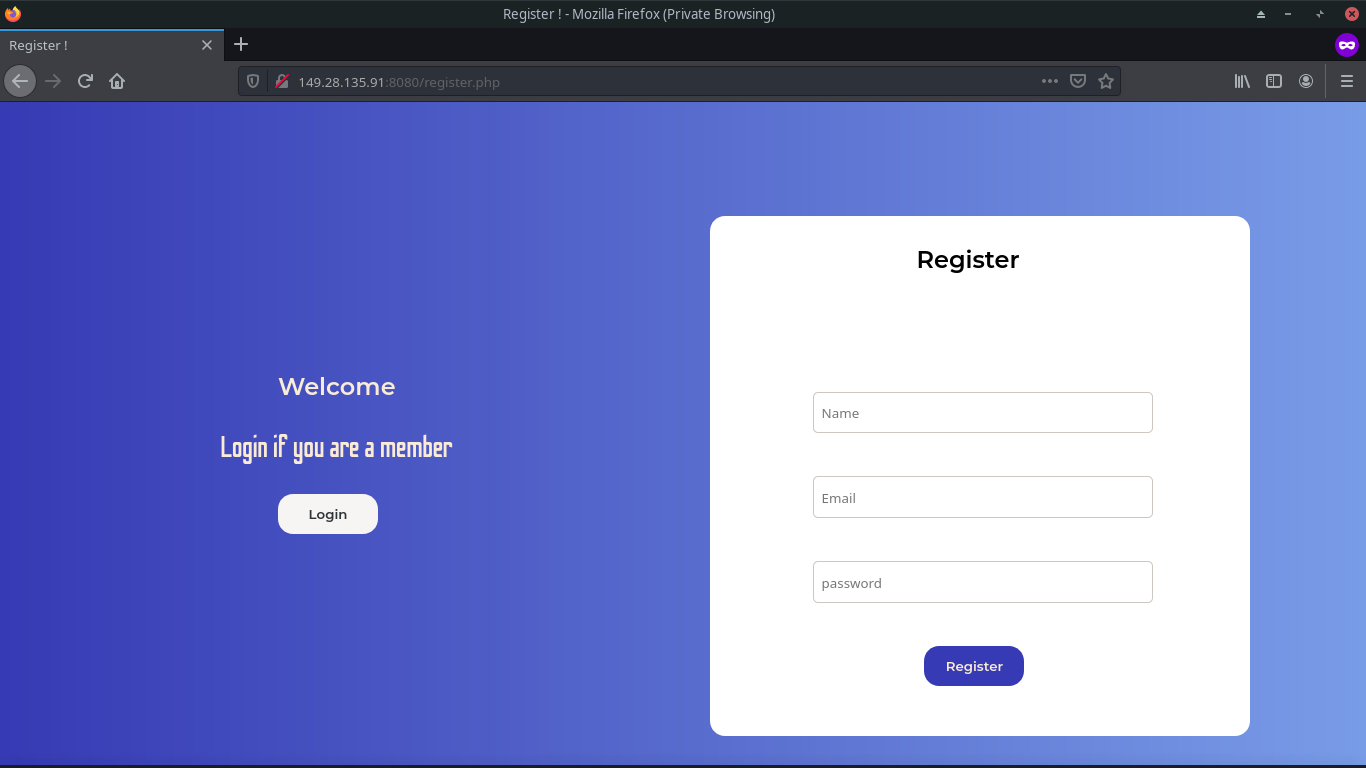 Register ! - Mozilla Firefox (Private Browsing)
Register !
149.28.135.91:8080/register.php
Welcome
Login if you are a member
Login
Register
Name
Email
password
Register